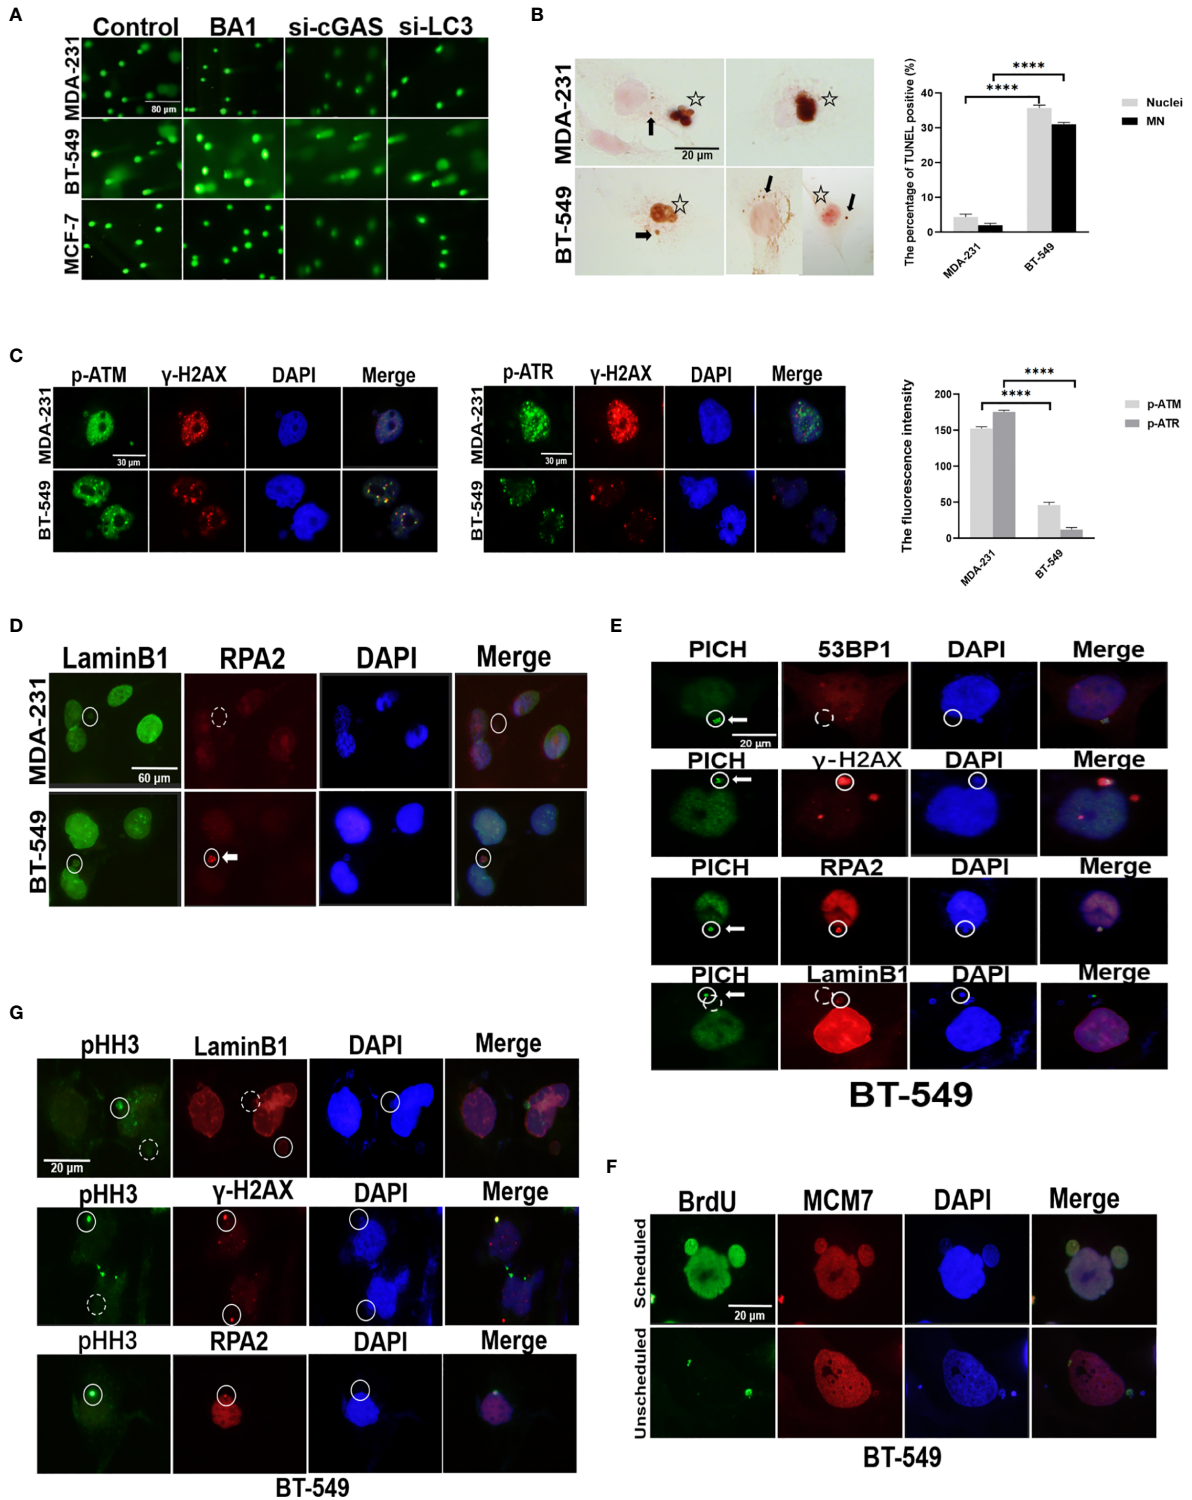 A
Control BA1 si-cGAS si-LC3
MDA-231
80 μm
BT-549
MCF-7
B
MDA-231
20 μm
BT-549
The percentage of TUNEL positive (%)
40
30
20
10
0
****
****
MDA-231
BT-549
Nuclei
MN
C
p-ATM γ-H2AX DAPI Merge
MDA-231
30 μm
BT-549
p-ATR γ-H2AX DAPI Merge
MDA-231
30 μm
BT-549
The fluorescence intensity
200
150
100
50
0
****
****
MDA-231
BT-549
p-ATM
p-ATR
D
LaminB1 RPA2 DAPI Merge
MDA-231
60 μm
BT-549
E
PICH 53BP1 DAPI Merge
20 μm
PICH γ-H2AX DAPI Merge
PICH RPA2 DAPI Merge
PICH LaminB1 DAPI Merge
BT-549
G
pHH3 LaminB1 DAPI Merge
20 μm
pHH3 γ-H2AX DAPI Merge
pHH3 RPA2 DAPI Merge
BT-549
F
BrdU MCM7 DAPI Merge
Scheduled
20 μm
Unscheduled
BT-549